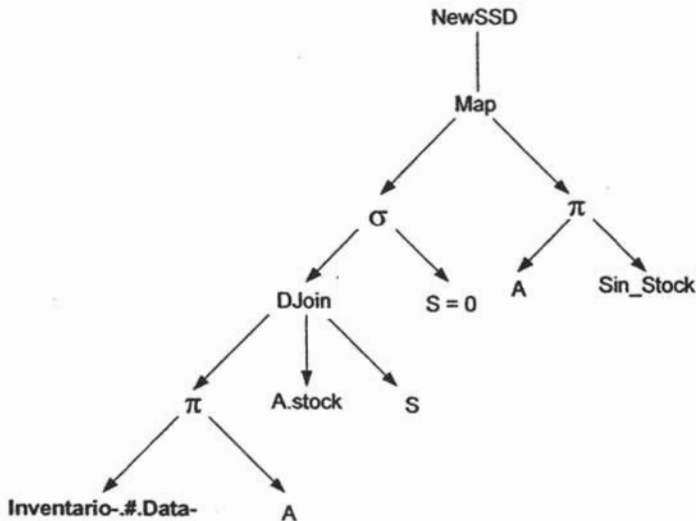 NewSSD
Map
σ
π
DJoin
S = 0
A
Sin_Stock
π
A.stock
S
Inventario-.#.Data-
A